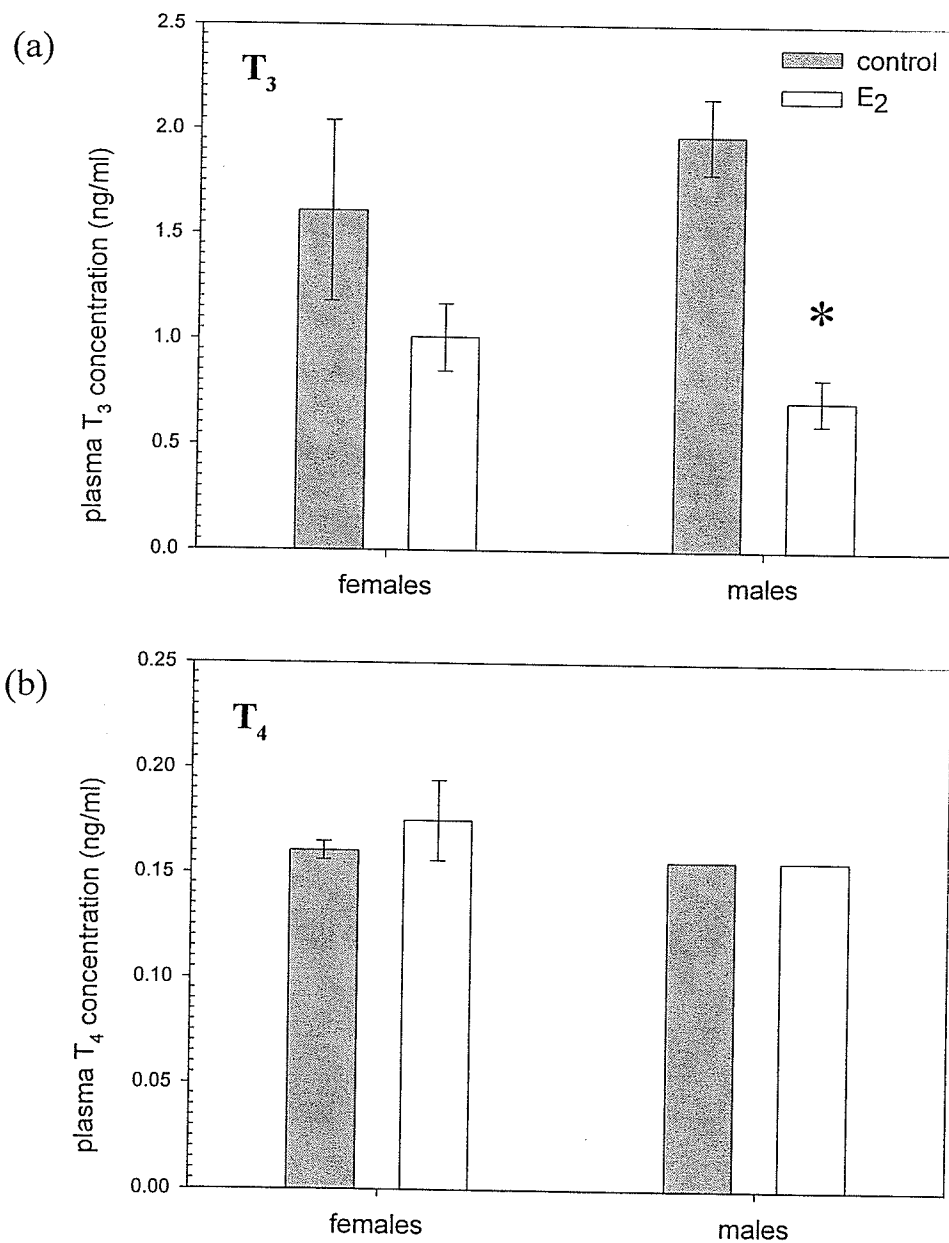 (a)
T3
control
E2
plasma T3 concentration (ng/ml)
2.5
2.0
1.5
1.0
*
0.5
0.0
females males
(b)
T4
plasma T4 concentration (ng/ml)
0.25
0.20
0.15
0.10
0.05
0.00
females males